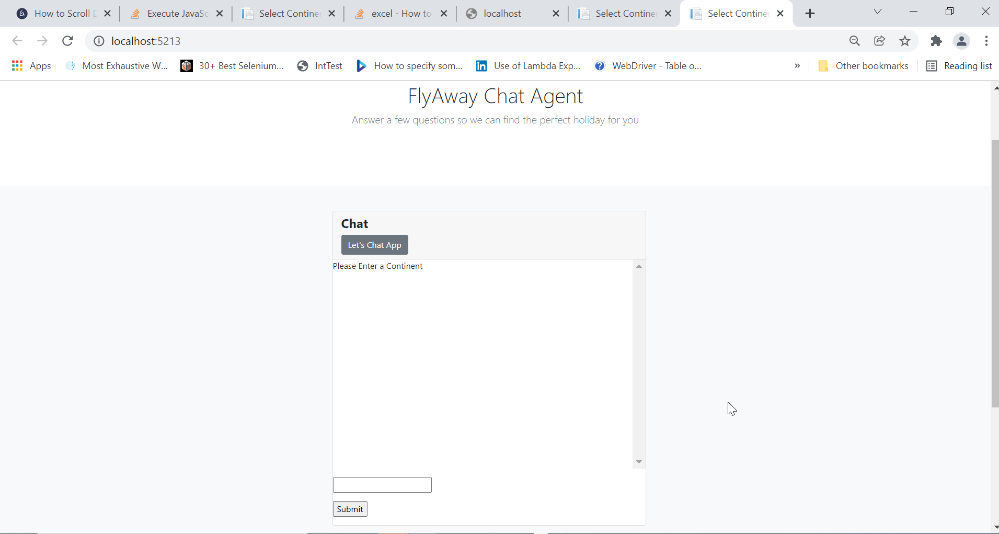 How to Scroll D
Execute JavaSc
Select Contine
excel - How to
localhost
Select Contine
Select Contine
localhost:5213
Apps
Most Exhaustive W...
30+ Best Selenium...
IntTest
How to specify som...
Use of Lambda Exp...
WebDriver - Table o...
»
Other bookmarks
Reading list
FlyAway Chat Agent
Answer a few questions so we can find the perfect holiday for you
Chat
Let's Chat App
Please Enter a Continent
Submit